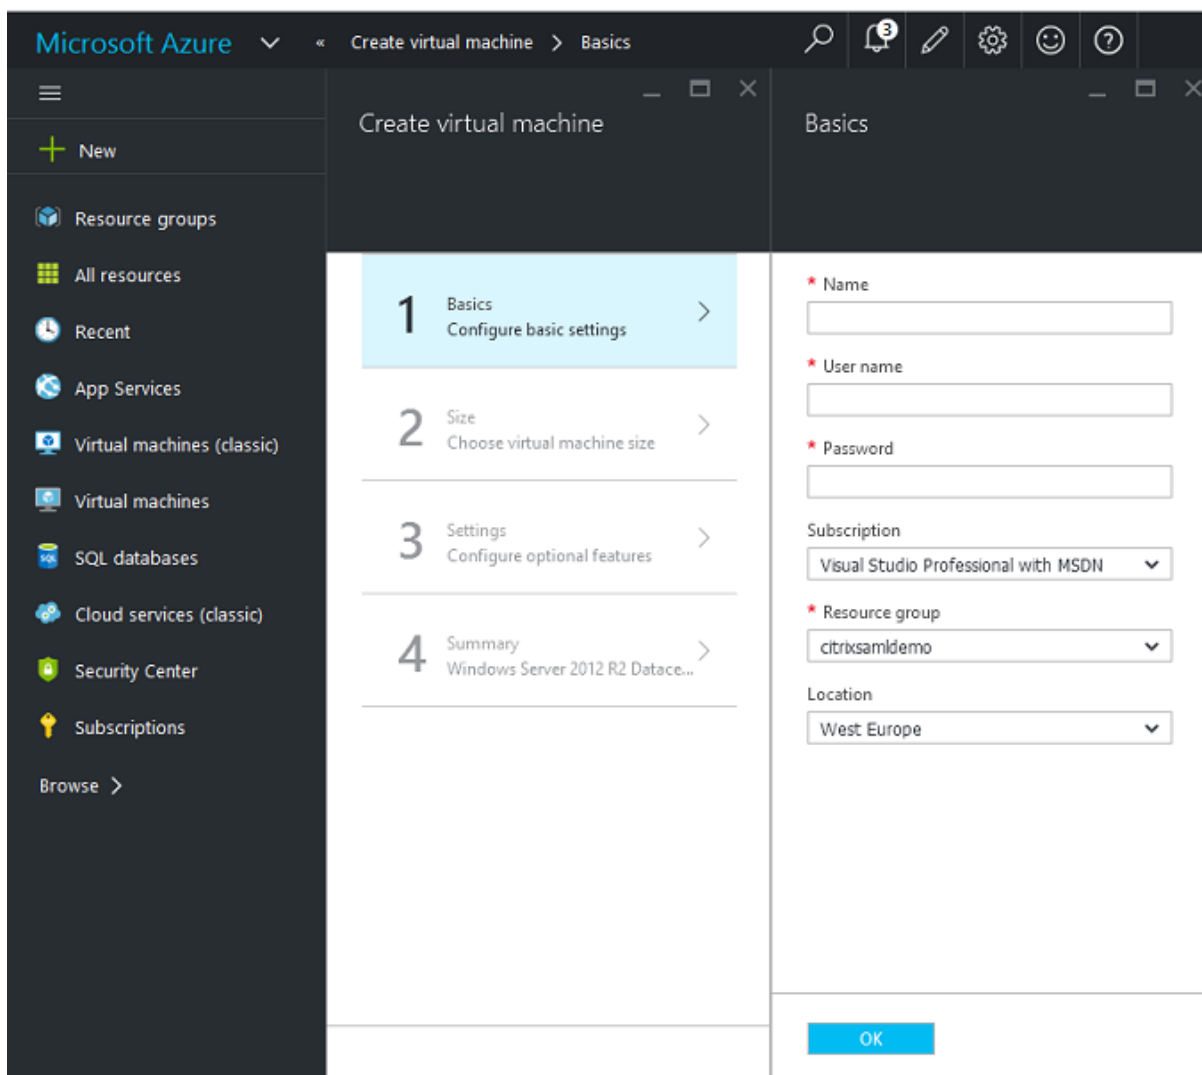 Microsoft Azure
« Create virtual machine > Basics
3
New
Resource groups
All resources
Recent
App Services
Virtual machines (classic)
Virtual machines
SQL databases
Cloud services (classic)
Security Center
Subscriptions
Browse >
Create virtual machine
1
Basics
Configure basic settings
2
Size
Choose virtual machine size
3
Settings
Configure optional features
4
Summary
Windows Server 2012 R2 Datace...
Basics
* Name
* User name
* Password
Subscription
Visual Studio Professional with MSDN
* Resource group
citrixsamldemo
Location
West Europe
OK